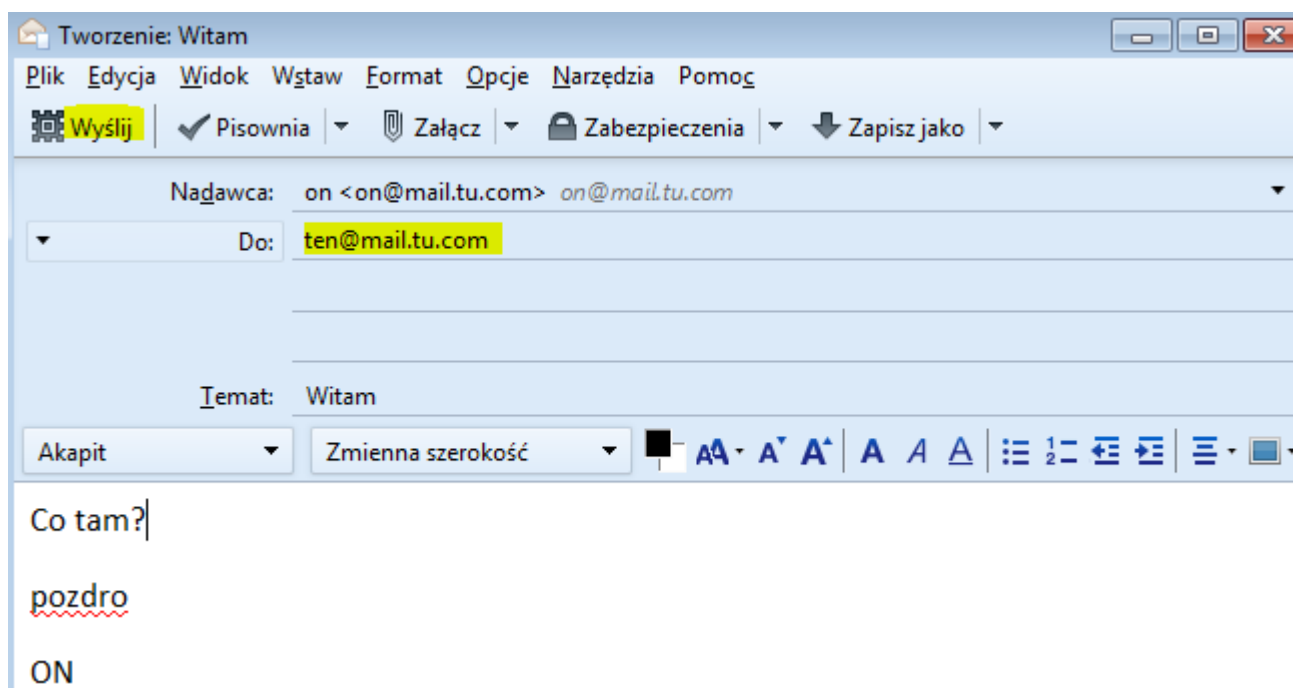 Tworzenie: Witam
Plik Edycja Widok Wstaw Format Opcje Narzędzia Pomoc
Wyślij Pisownia Załącz Zabezpieczenia Zapisz jako
Nadawca: on <on@mail.tu.com> on@mail.tu.com
Do: ten@mail.tu.com
Temat: Witam
Akapit Zmienna szerokość
Co tam?
pozdro
ON